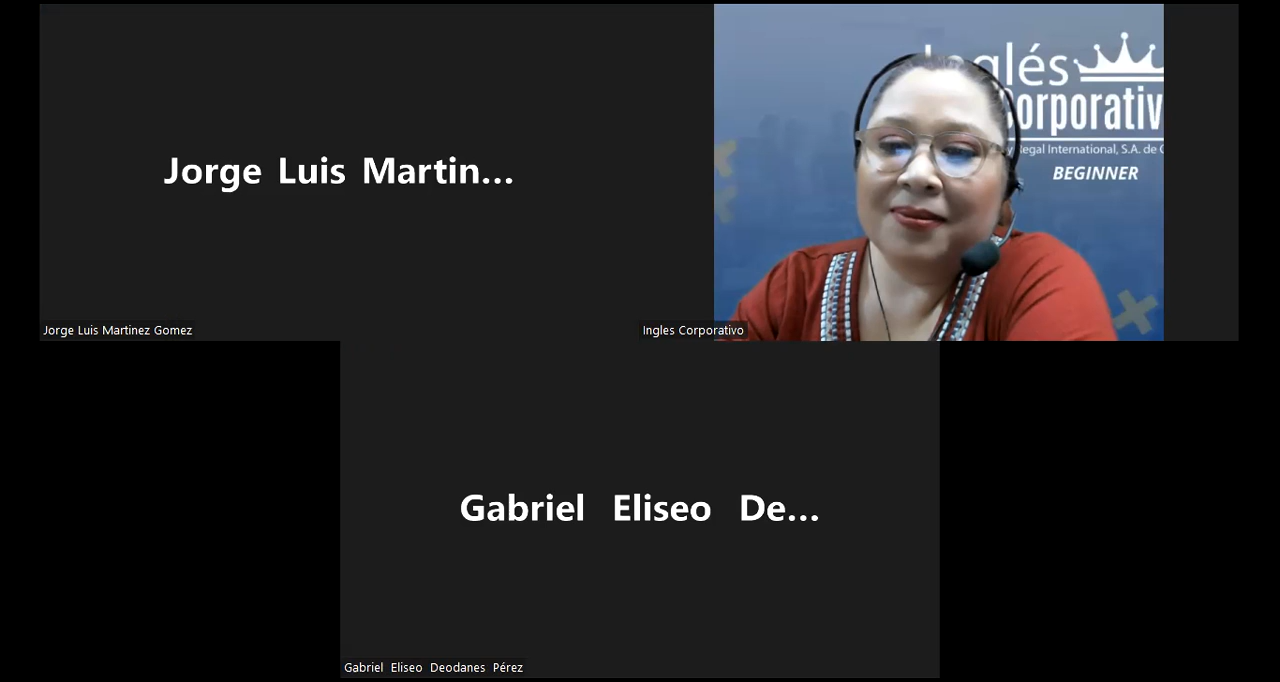 Jorge Luis Martin...
Jorge Luis Martinez Gomez
Inglés
Corporativ
y Regal International, S.A. de C
BEGINNER
Ingles Corporativo
Gabriel Eliseo De...
Gabriel Eliseo Deodanes Pérez